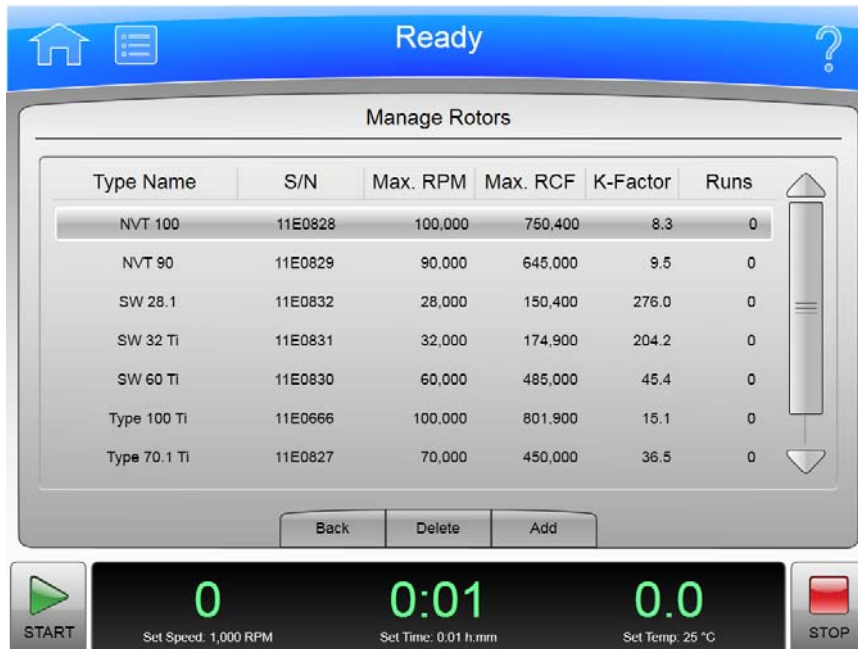 Ready
?
Manage Rotors
Type Name S/N Max. RPM Max. RCF K-Factor Runs
NVT 100 11E0828 100,000 750,400 8.3 0
NVT 90 11E0829 90,000 645,000 9.5 0
SW 28.1 11E0832 28,000 150,400 276.0 0
SW 32 Ti 11E0831 32,000 174,900 204.2 0
SW 60 Ti 11E0830 60,000 485,000 45.4 0
Type 100 Ti 11E0666 100,000 801,900 15.1 0
Type 70.1 Ti 11E0827 70,000 450,000 36.5 0
Back Delete Add
0 0:01 0.0
START Set Speed: 1,000 RPM Set Time: 0:01 h:mm Set Temp: 25 °C STOP